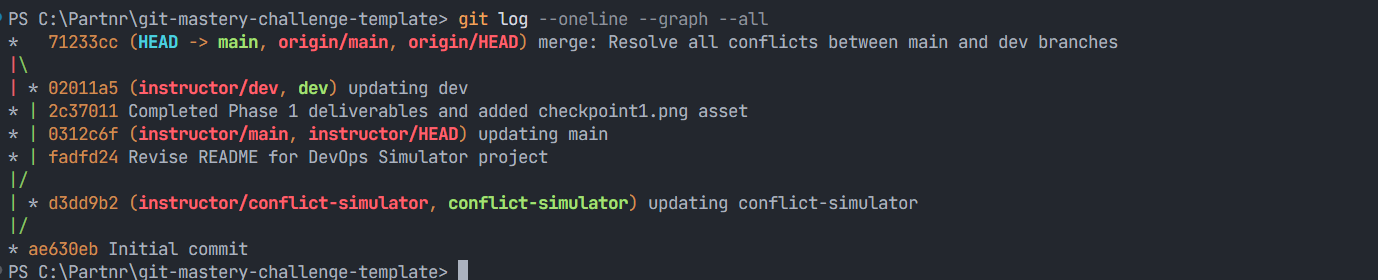 PS C:\Partnr\git-mastery-challenge-template> git log --oneline --graph --all
*   71233cc (HEAD -> main, origin/main, origin/HEAD) merge: Resolve all conflicts between main and dev branches
|\
| * 02011a5 (instructor/dev, dev) updating dev
* | 2c37011 Completed Phase 1 deliverables and added checkpoint1.png asset
* | 0312c6f (instructor/main, instructor/HEAD) updating main
* | fadfd24 Revise README for DevOps Simulator project
|/
| * d3dd9b2 (instructor/conflict-simulator, conflict-simulator) updating conflict-simulator
|/
* ae630eb Initial commit
PS C:\Partnr\git-mastery-challenge-template>